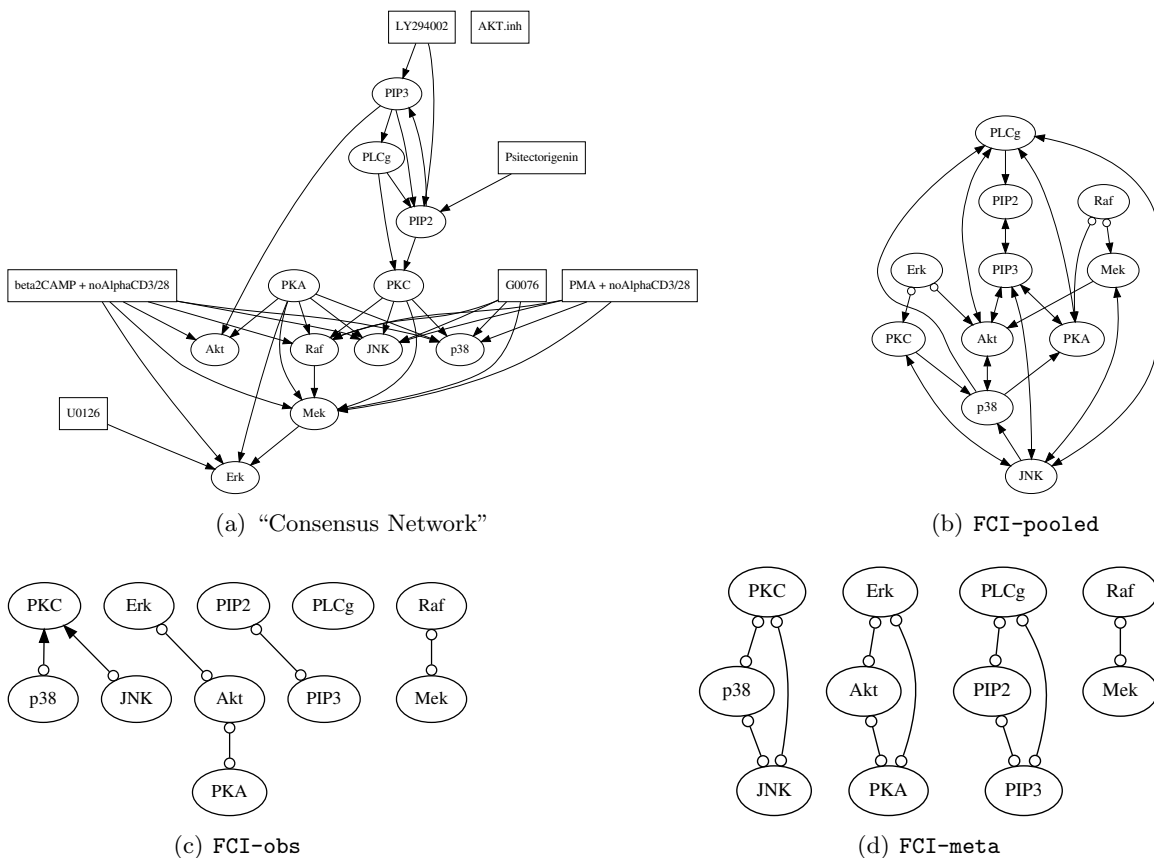 LY294002
AKT.inh
PIP3
PLCg
Psitectorigenin
PIP2
beta2CAMP + noAlphaCD3/28
PKA
PKC
G0076
PMA + noAlphaCD3/28
Akt
Raf
JNK
p38
U0126
Mek
Erk
(a) “Consensus Network”
PLCg
PIP2
Raf
Erk
PIP3
Mek
PKC
Akt
PKA
p38
JNK
(b) FCI-pooled
PKC
Erk
PIP2
PLCg
Raf
p38
JNK
Akt
PIP3
Mek
PKA
(c) FCI-obs
PKC
Erk
PLCg
Raf
p38
Akt
PIP2
Mek
JNK
PKA
PIP3
(d) FCI-meta